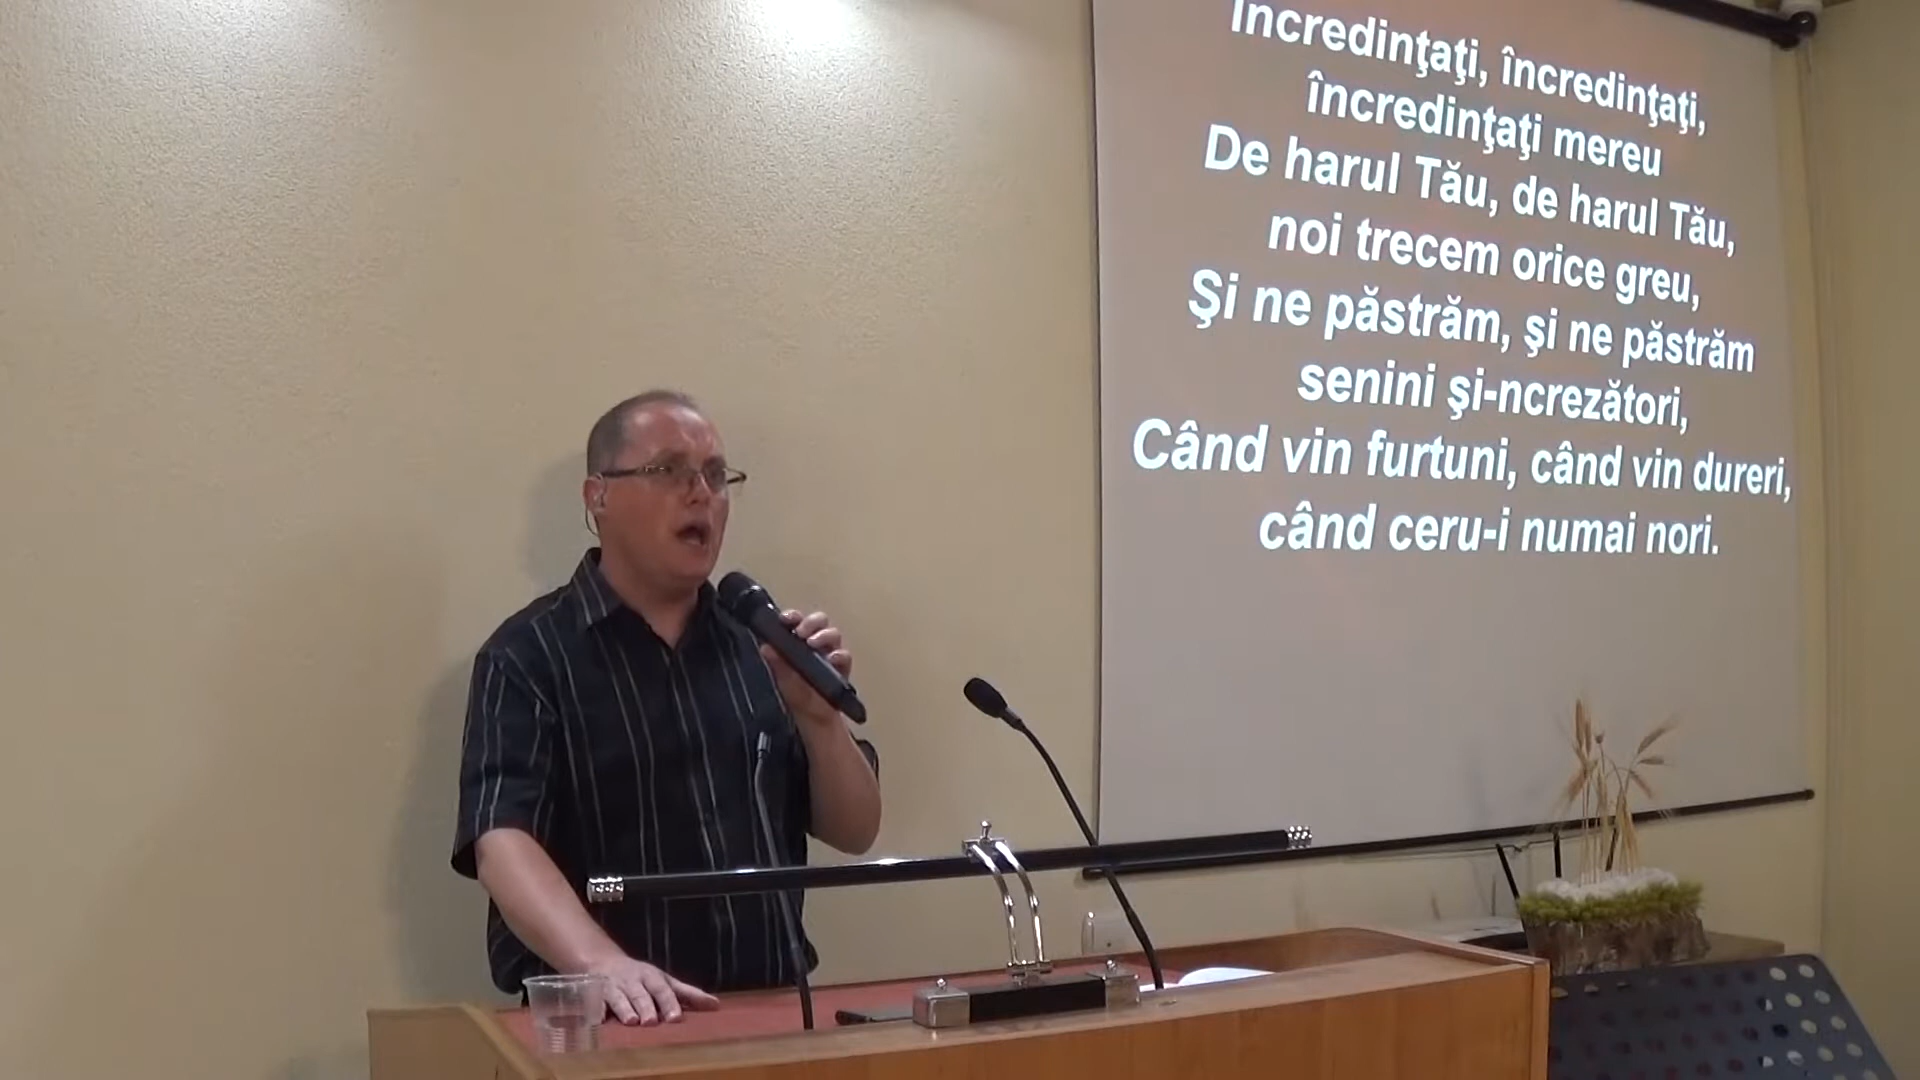 Încredinţaţi, încredinţaţi,
încredinţaţi mereu
De harul Tău, de harul Tău,
noi trecem orice greu,
Şi ne păstrăm, şi ne păstrăm
senini şi-ncrezători,
Când vin furtuni, când vin dureri,
când ceru-i numai nori.